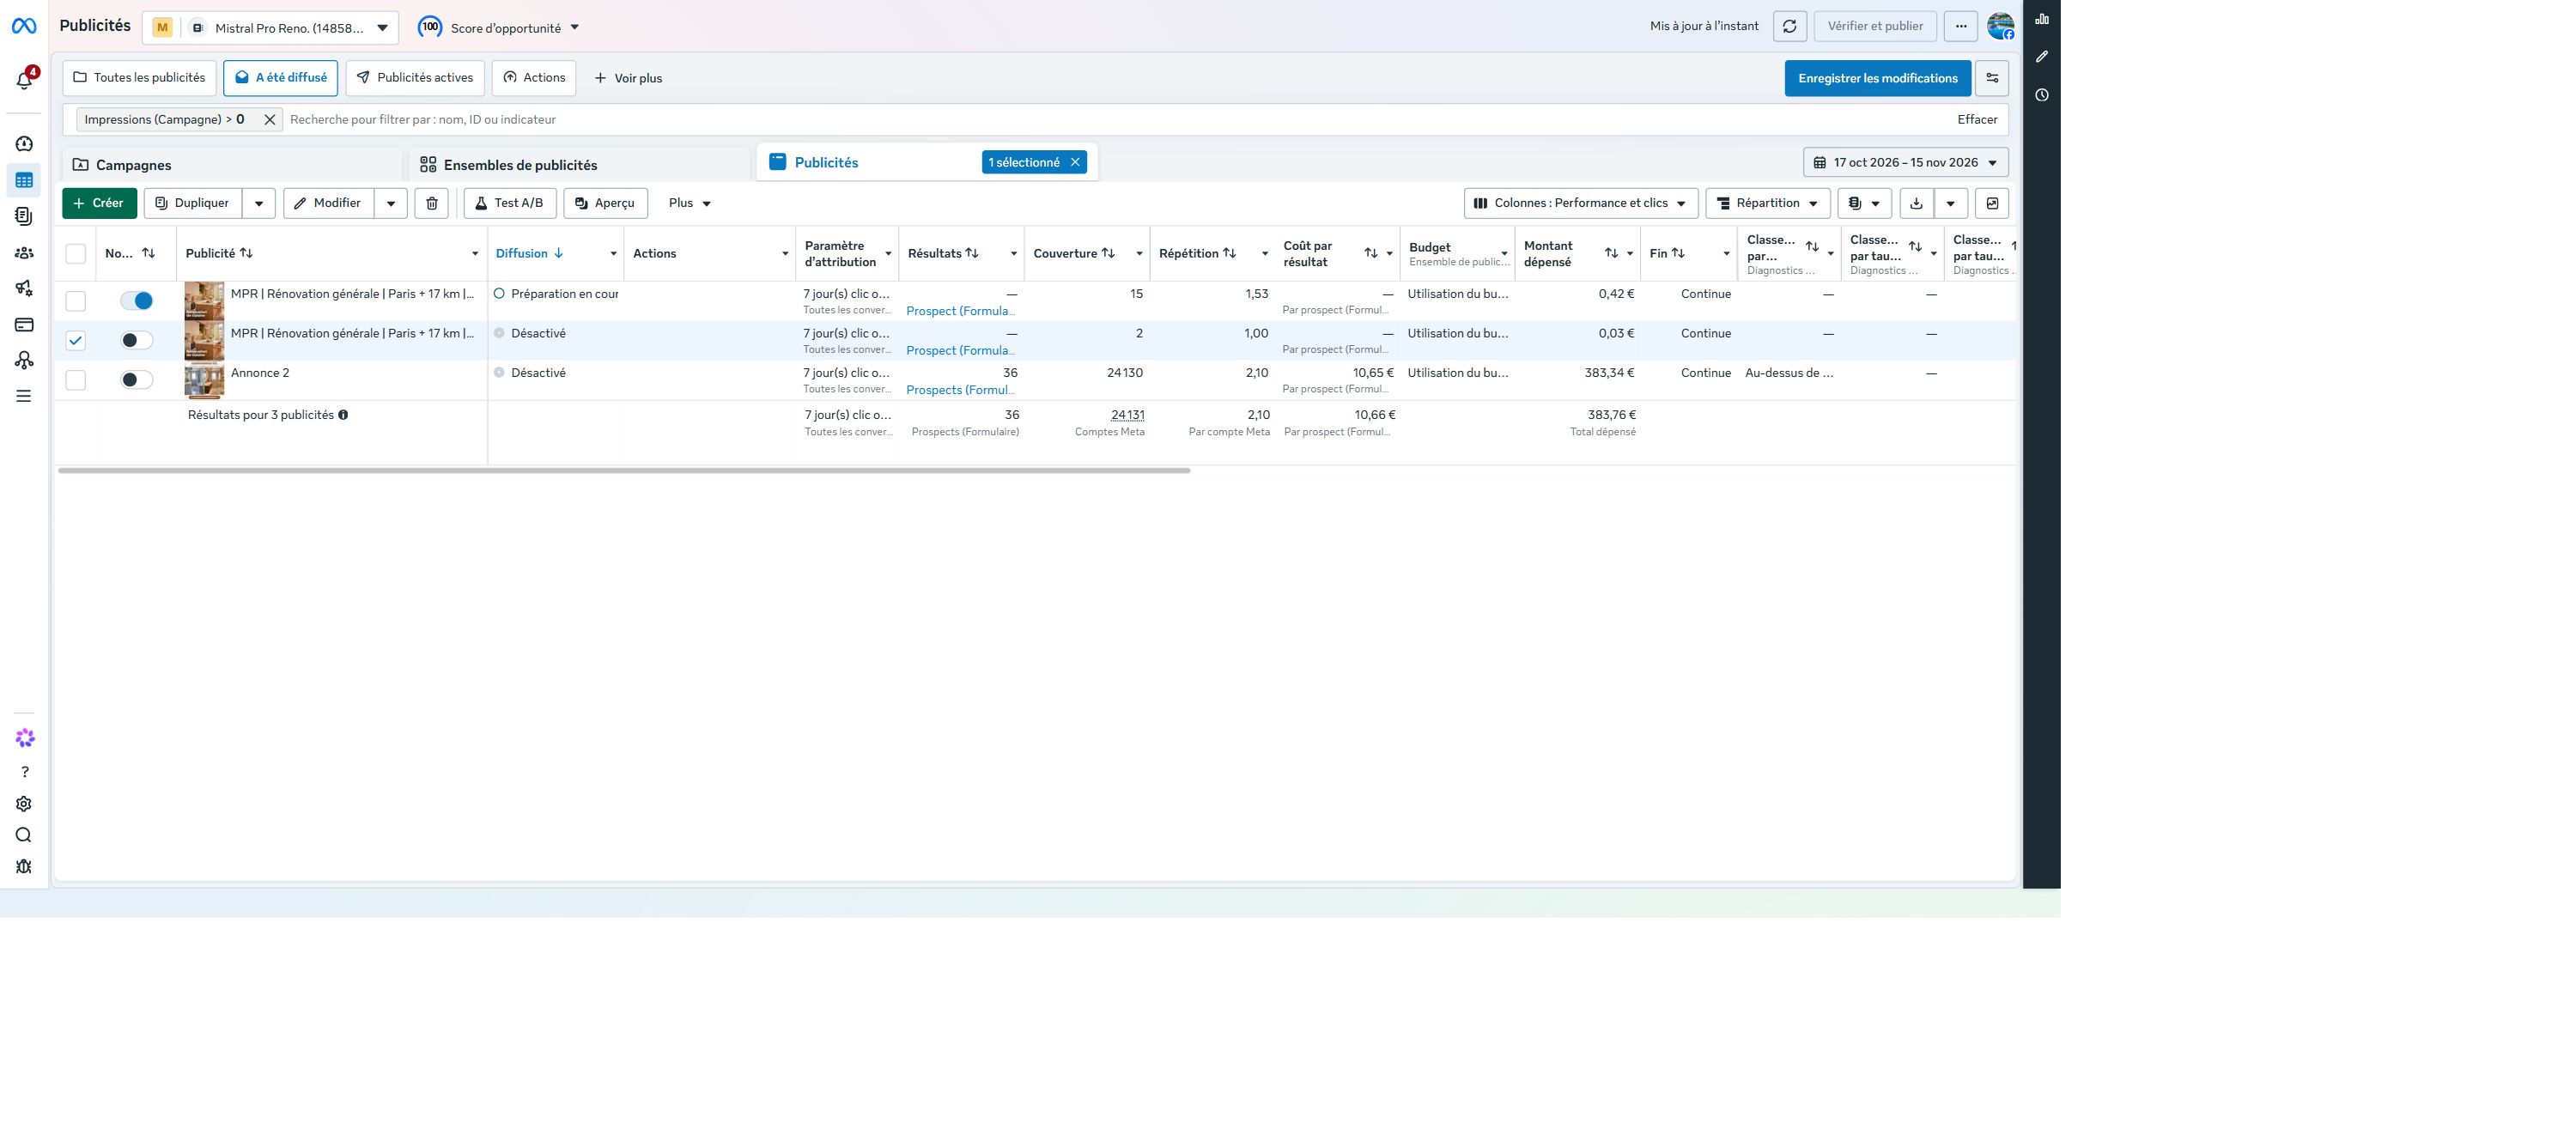 Publicités
M
Mistral Pro Reno. (14858...
100
Score d'opportunité
Mis à jour à l'instant
Vérifier et publier
4
Toutes les publicités
A été diffusé
Publicités actives
Actions
Voir plus
Enregistrer les modifications
Impressions (Campagne) > 0
Recherche pour filtrer par : nom, ID ou indicateur
Effacer
Campagnes
Ensembles de publicités
Publicités
1 sélectionné
17 oct 2026 – 15 nov 2026
Créer
Dupliquer
Modifier
Test A/B
Aperçu
Plus
Colonnes : Performance et clics
Répartition
No...
Publicité
Diffusion
Actions
Paramètre d'attribution
Résultats
Couverture
Répétition
Coût par résultat
Budget
Ensemble de public...
Montant dépensé
Fin
Classe... par...
Diagnostics ...
Classe... par tau...
Diagnostics ...
Classe... par tau...
Diagnostics ...
MPR | Rénovation générale | Paris + 17 km |...
Préparation en cour
7 jour(s) clic o...
Toutes les conver...
—
Prospect (Formula...
15
1,53
—
Par prospect (Formul...
Utilisation du bu...
0,42 €
Continue
—
—
MPR | Rénovation générale | Paris + 17 km |...
Désactivé
7 jour(s) clic o...
Toutes les conver...
—
Prospect (Formula...
2
1,00
—
Par prospect (Formul...
Utilisation du bu...
0,03 €
Continue
—
—
Annonce 2
Désactivé
7 jour(s) clic o...
Toutes les conver...
36
Prospects (Formul...
24 130
2,10
10,65 €
Par prospect (Formul...
Utilisation du bu...
383,34 €
Continue
Au-dessus de ...
—
Résultats pour 3 publicités
7 jour(s) clic o...
Toutes les conver...
36
Prospects (Formulaire)
24 131
Comptes Meta
2,10
Par compte Meta
10,66 €
Par prospect (Formul...
383,76 €
Total dépensé